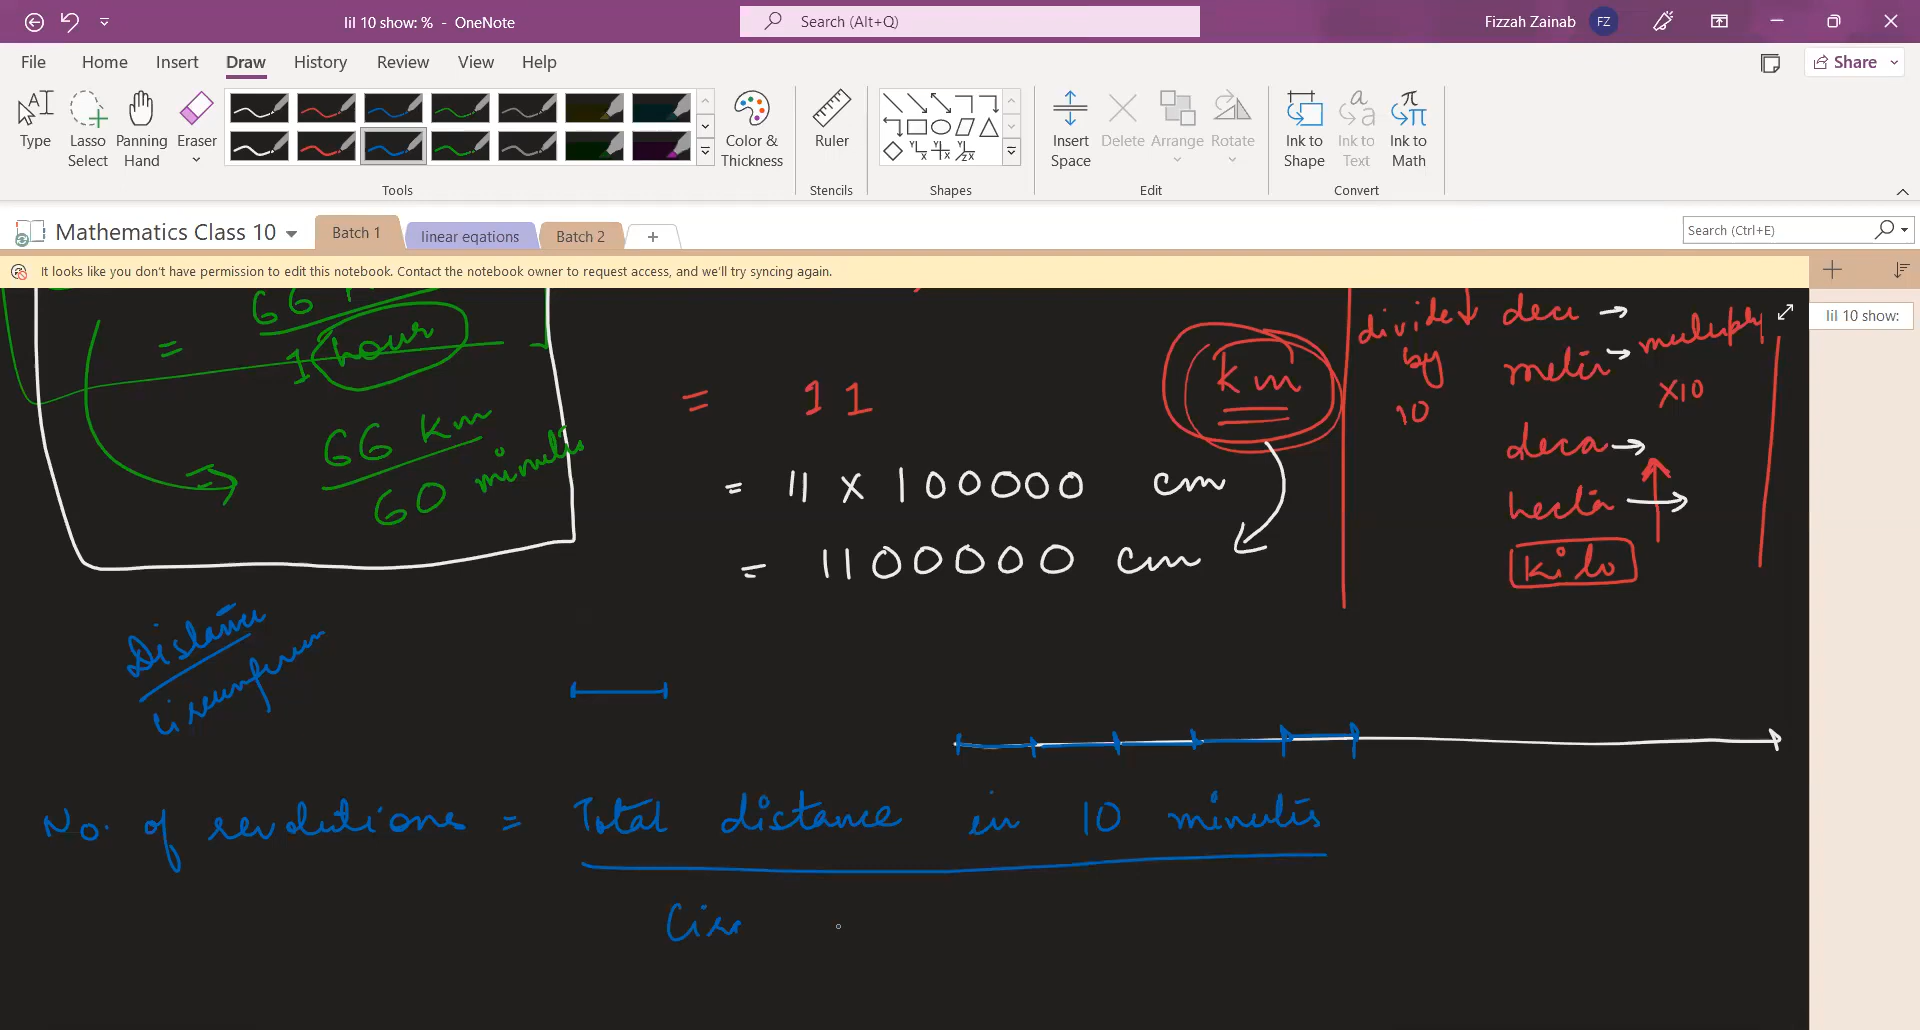 lil 10 show: % - OneNote
Search (Alt+Q)
Fizzah Zainab FZ
File Home Insert Draw History Review View Help
Share
Type Lasso Select Panning Hand Eraser
Color & Thickness
Ruler
Insert Space Delete Arrange Rotate
Ink to Shape Ink to Text Ink to Math
Tools Stencils Shapes Edit Convert
Mathematics Class 10 Batch 1 linear eqations Batch 2 +
Search (Ctrl+E)
It looks like you don't have permission to edit this notebook. Contact the notebook owner to request access, and we'll try syncing again.
lil 10 show:
66
= 1 hour
66 km
60 minutes
= 11 km
= 11 x 100000 cm
= 1100000 cm
divide ↓
by
10
deci →
meter →
deca →
hecta →
kilo
multiply
x10
Distance
No. of revolutions = Total distance in 10 minutes